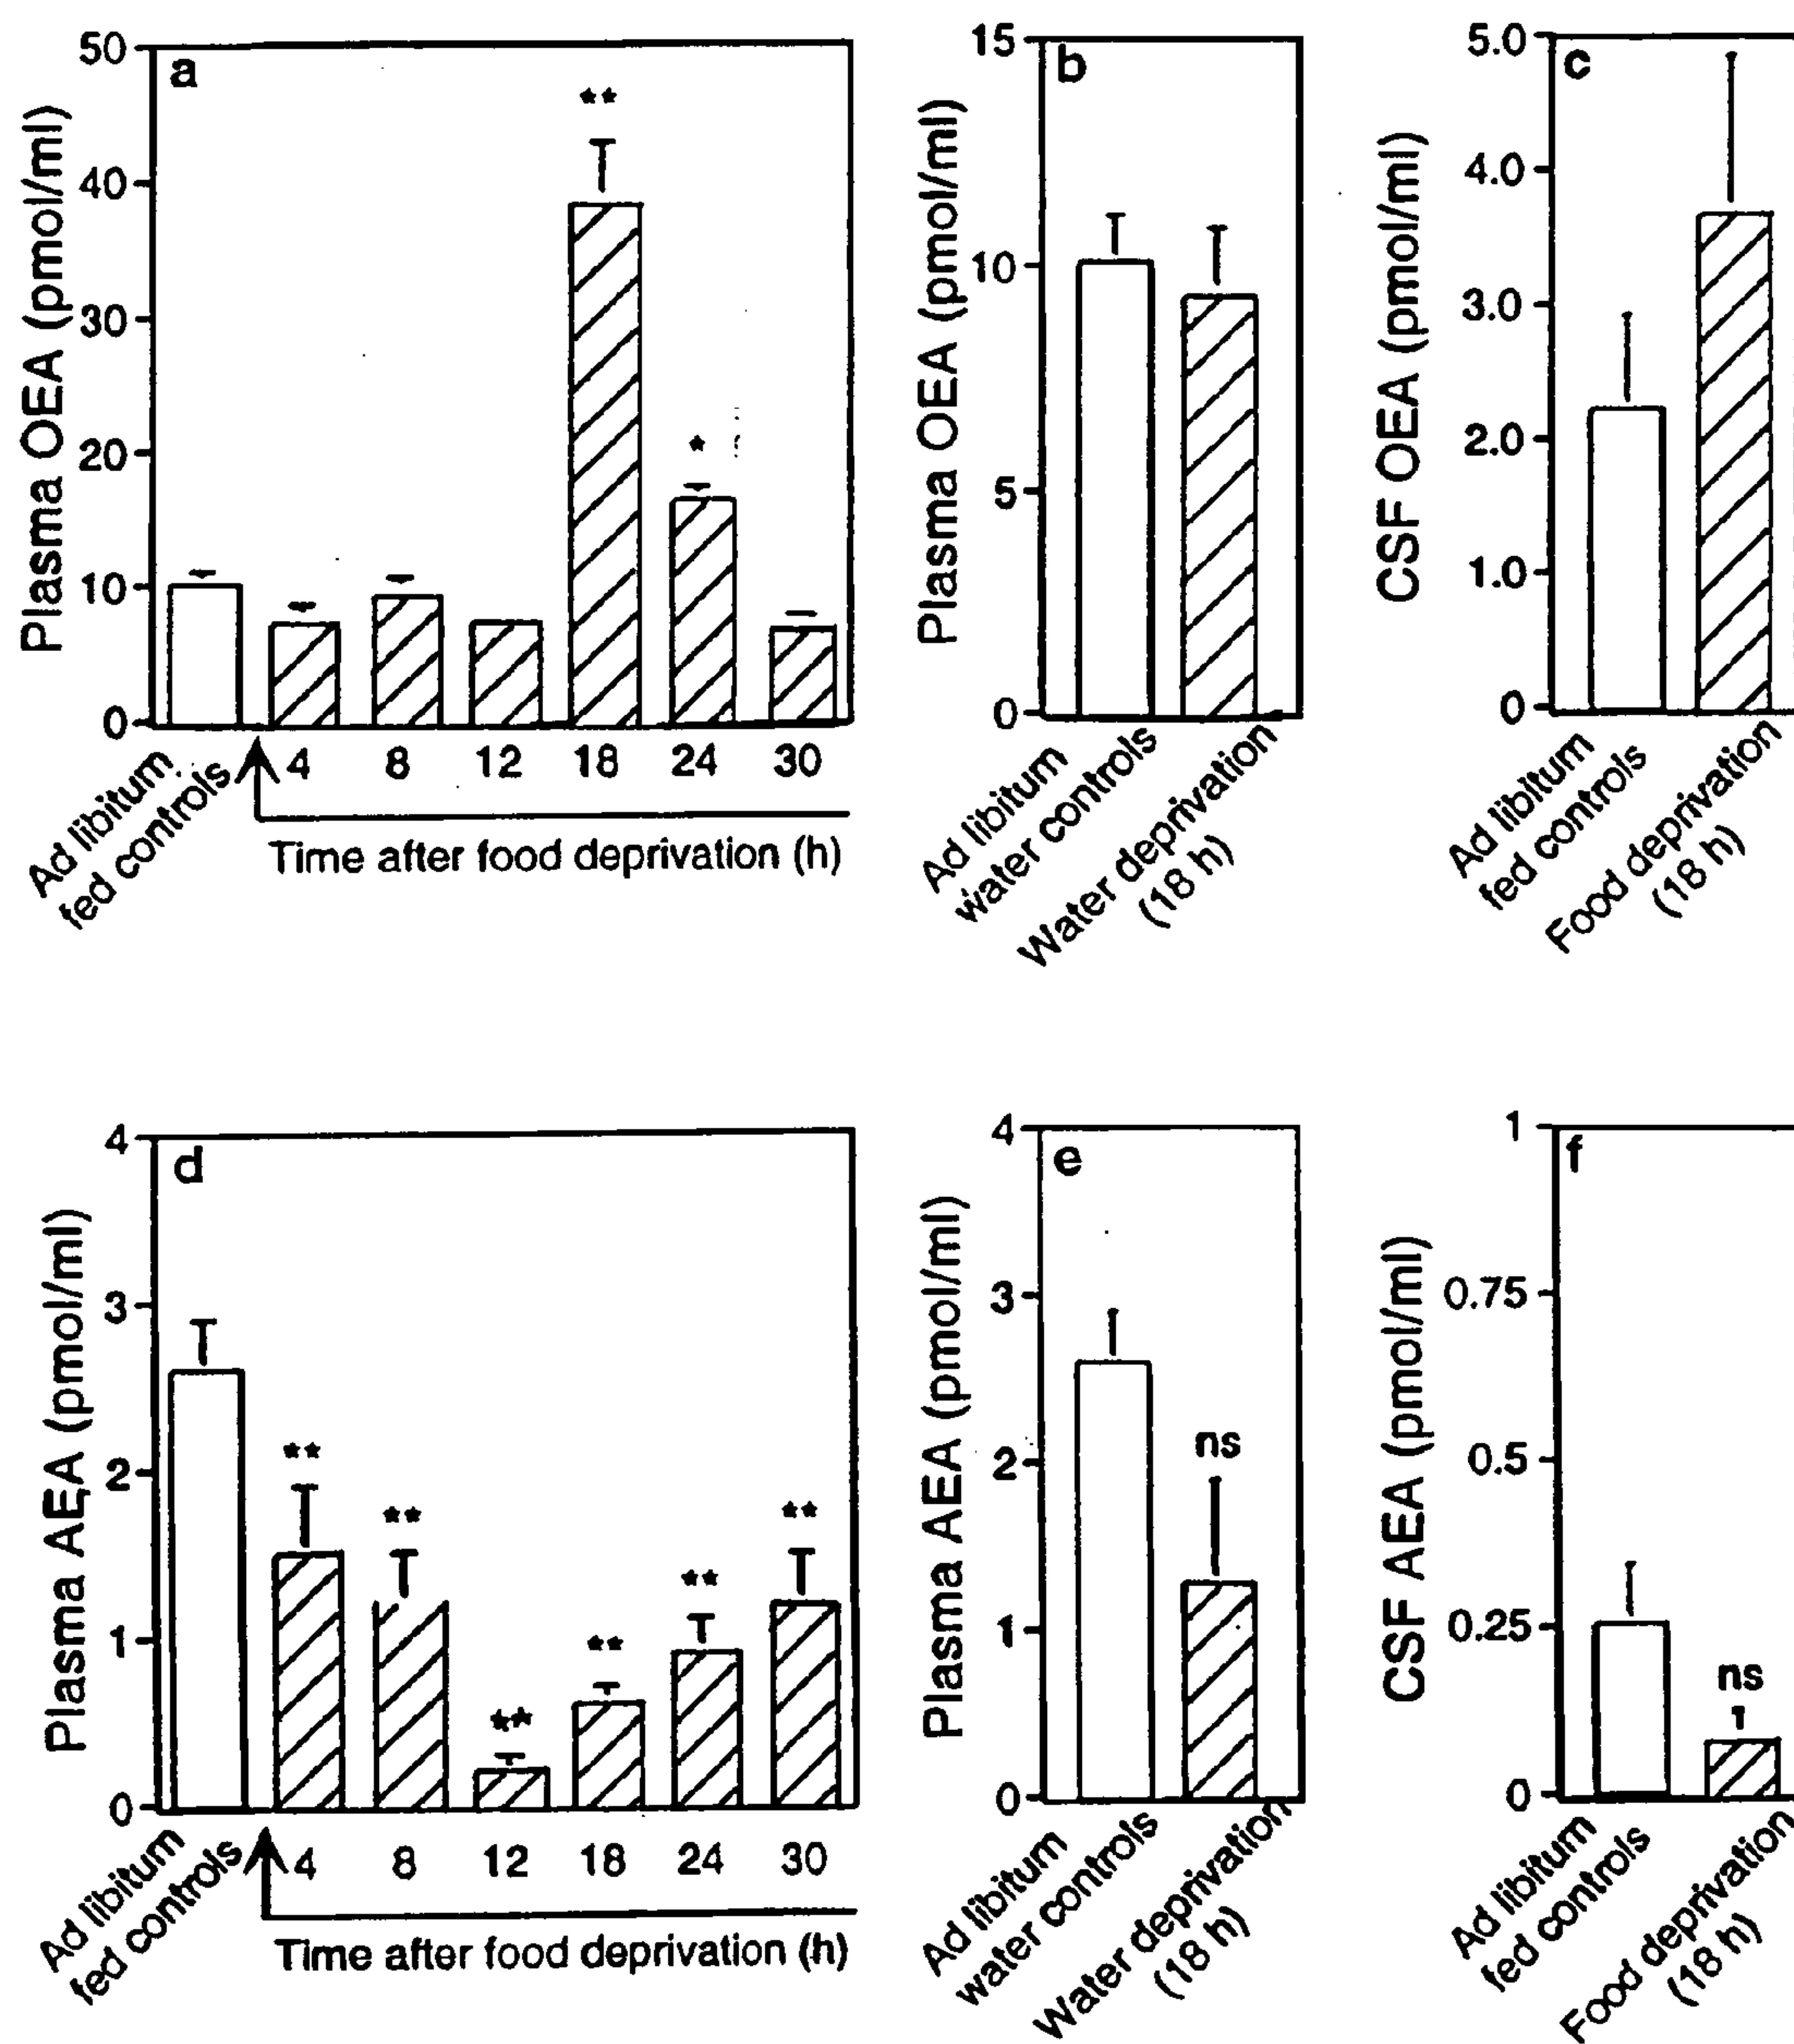 a
Plasma OEA (pmol/ml)
50
40
30
20
10
0
**
*
Ad libitum
fed controls
4 8 12 18 24 30
Time after food deprivation (h)
b
Plasma OEA (pmol/ml)
15
10
5
0
Ad libitum
water controls
Water deprivation
(18 h)
c
CSF OEA (pmol/ml)
5.0
4.0
3.0
2.0
1.0
0
Ad libitum
fed controls
Food deprivation
(18 h)
d
Plasma AEA (pmol/ml)
4
3
2
1
0
**
**
**
**
**
**
Ad libitum
fed controls
4 8 12 18 24 30
Time after food deprivation (h)
e
Plasma AEA (pmol/ml)
4
3
2
1
0
ns
Ad libitum
water controls
Water deprivation
(18 h)
f
CSF AEA (pmol/ml)
1
0.75
0.5
0.25
0
ns
Ad libitum
fed controls
Food deprivation
(18 h)